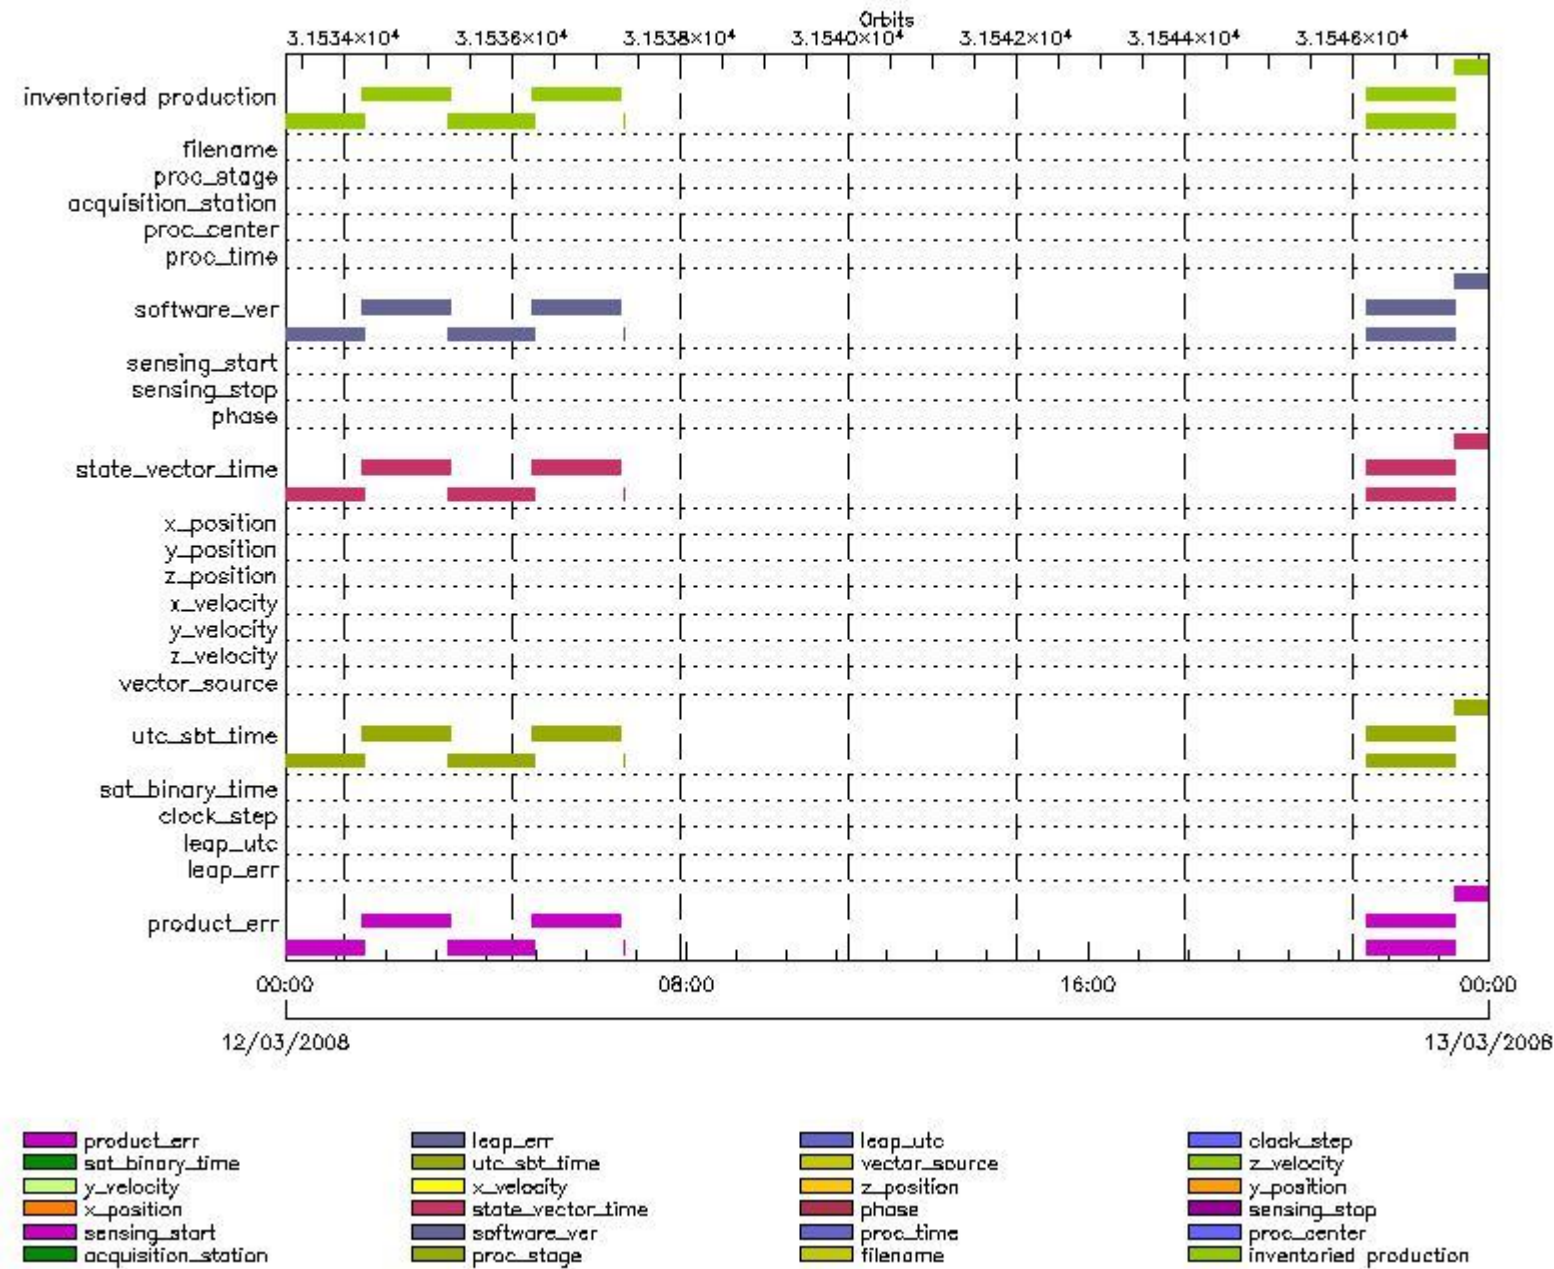 Orbits
3.1534×10⁴ 3.1536×10⁴ 3.1538×10⁴ 3.1540×10⁴ 3.1542×10⁴ 3.1544×10⁴ 3.1546×10⁴
inventoried production
filename
proc_stage
acquisition_station
proc_center
proc_time
software_ver
sensing_start
sensing_stop
phase
state_vector_time
x_position
y_position
z_position
x_velocity
y_velocity
z_velocity
vector_source
utc_sbt_time
sat_binary_time
clock_step
leap_utc
leap_err
product_err
00:00 08:00 16:00 00:00
12/03/2008 13/03/2008
product_err leap_err leap_utc clock_step
sat_binary_time utc_sbt_time vector_source z_velocity
y_velocity x_velocity z_position y_position
x_position state_vector_time phase sensing_stop
sensing_start software_ver proc_time proc_center
acquisition_station proc_stage filename inventoried production